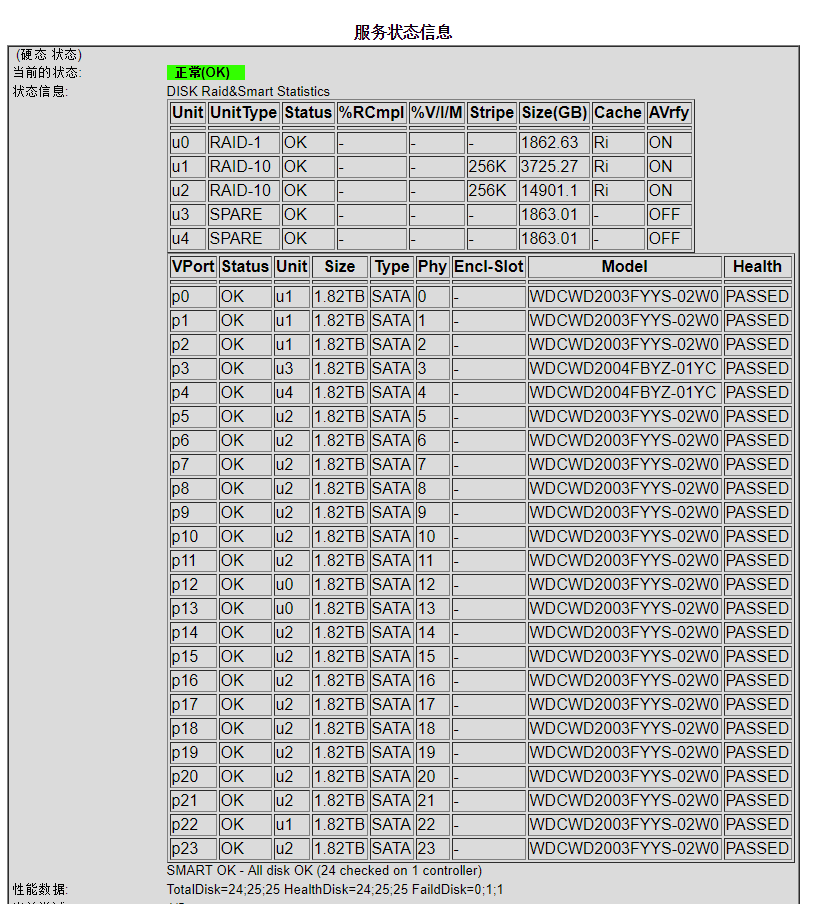 服务状态信息
(硬态 状态)
当前的状态: 正常(OK)
状态信息: DISK Raid&Smart Statistics
Unit UnitType Status %RCmpl %V/I/M Stripe Size(GB) Cache AVrfy
u0 RAID-1 OK - - - 1862.63 Ri ON
u1 RAID-10 OK - - 256K 3725.27 Ri ON
u2 RAID-10 OK - - 256K 14901.1 Ri ON
u3 SPARE OK - - - 1863.01 - OFF
u4 SPARE OK - - - 1863.01 - OFF
VPort Status Unit Size Type Phy Encl-Slot Model Health
p0 OK u1 1.82TB SATA 0 - WDCWD2003FYYS-02W0 PASSED
p1 OK u1 1.82TB SATA 1 - WDCWD2003FYYS-02W0 PASSED
p2 OK u1 1.82TB SATA 2 - WDCWD2003FYYS-02W0 PASSED
p3 OK u3 1.82TB SATA 3 - WDCWD2004FBYZ-01YC PASSED
p4 OK u4 1.82TB SATA 4 - WDCWD2004FBYZ-01YC PASSED
p5 OK u2 1.82TB SATA 5 - WDCWD2003FYYS-02W0 PASSED
p6 OK u2 1.82TB SATA 6 - WDCWD2003FYYS-02W0 PASSED
p7 OK u2 1.82TB SATA 7 - WDCWD2003FYYS-02W0 PASSED
p8 OK u2 1.82TB SATA 8 - WDCWD2003FYYS-02W0 PASSED
p9 OK u2 1.82TB SATA 9 - WDCWD2003FYYS-02W0 PASSED
p10 OK u2 1.82TB SATA 10 - WDCWD2003FYYS-02W0 PASSED
p11 OK u2 1.82TB SATA 11 - WDCWD2003FYYS-02W0 PASSED
p12 OK u0 1.82TB SATA 12 - WDCWD2003FYYS-02W0 PASSED
p13 OK u0 1.82TB SATA 13 - WDCWD2003FYYS-02W0 PASSED
p14 OK u2 1.82TB SATA 14 - WDCWD2003FYYS-02W0 PASSED
p15 OK u2 1.82TB SATA 15 - WDCWD2003FYYS-02W0 PASSED
p16 OK u2 1.82TB SATA 16 - WDCWD2003FYYS-02W0 PASSED
p17 OK u2 1.82TB SATA 17 - WDCWD2003FYYS-02W0 PASSED
p18 OK u2 1.82TB SATA 18 - WDCWD2003FYYS-02W0 PASSED
p19 OK u2 1.82TB SATA 19 - WDCWD2003FYYS-02W0 PASSED
p20 OK u2 1.82TB SATA 20 - WDCWD2003FYYS-02W0 PASSED
p21 OK u2 1.82TB SATA 21 - WDCWD2003FYYS-02W0 PASSED
p22 OK u1 1.82TB SATA 22 - WDCWD2003FYYS-02W0 PASSED
p23 OK u2 1.82TB SATA 23 - WDCWD2003FYYS-02W0 PASSED
SMART OK - All disk OK (24 checked on 1 controller)
性能数据: TotalDisk=24;25;25 HealthDisk=24;25;25 FaildDisk=0;1;1